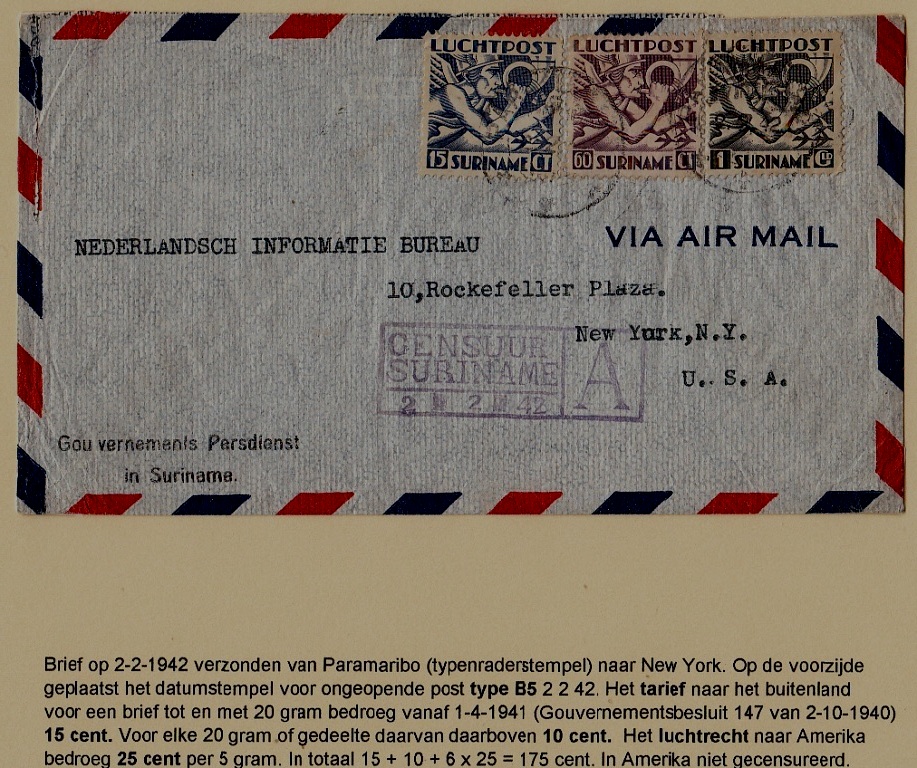 LUCHTPOST LUCHTPOST LUCHTPOST
15 SURINAME CT 60 SURINAME CT 1 SURINAME GD
VIA AIR MAIL
NEDERLANDSCH INFORMATIE BUREAU
10,Rockefeller Plaza.
New York,N.Y.
U. S. A.
CENSUUR
SURINAME A
2 2 42
Gouvernements Persdienst
in Suriname.
Brief op 2-2-1942 verzonden van Paramaribo (typenraderstempel) naar New York. Op de voorzijde
geplaatst het datumstempel voor ongeopende post type B5 2 2 42. Het tarief naar het buitenland
voor een brief tot en met 20 gram bedroeg vanaf 1-4-1941 (Gouvernementsbesluit 147 van 2-10-1940)
15 cent. Voor elke 20 gram of gedeelte daarvan daarboven 10 cent. Het luchtrecht naar Amerika
bedroeg 25 cent per 5 gram. In totaal 15 + 10 + 6 x 25 = 175 cent. In Amerika niet gecensureerd.